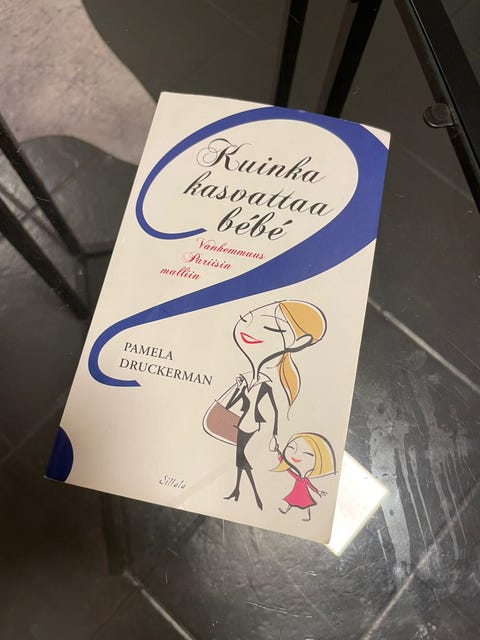 Kuinka
kasvattaa
bébé
Vanhemmuus
Pariisin
malliin
PAMELA
DRUCKERMAN
Siltala